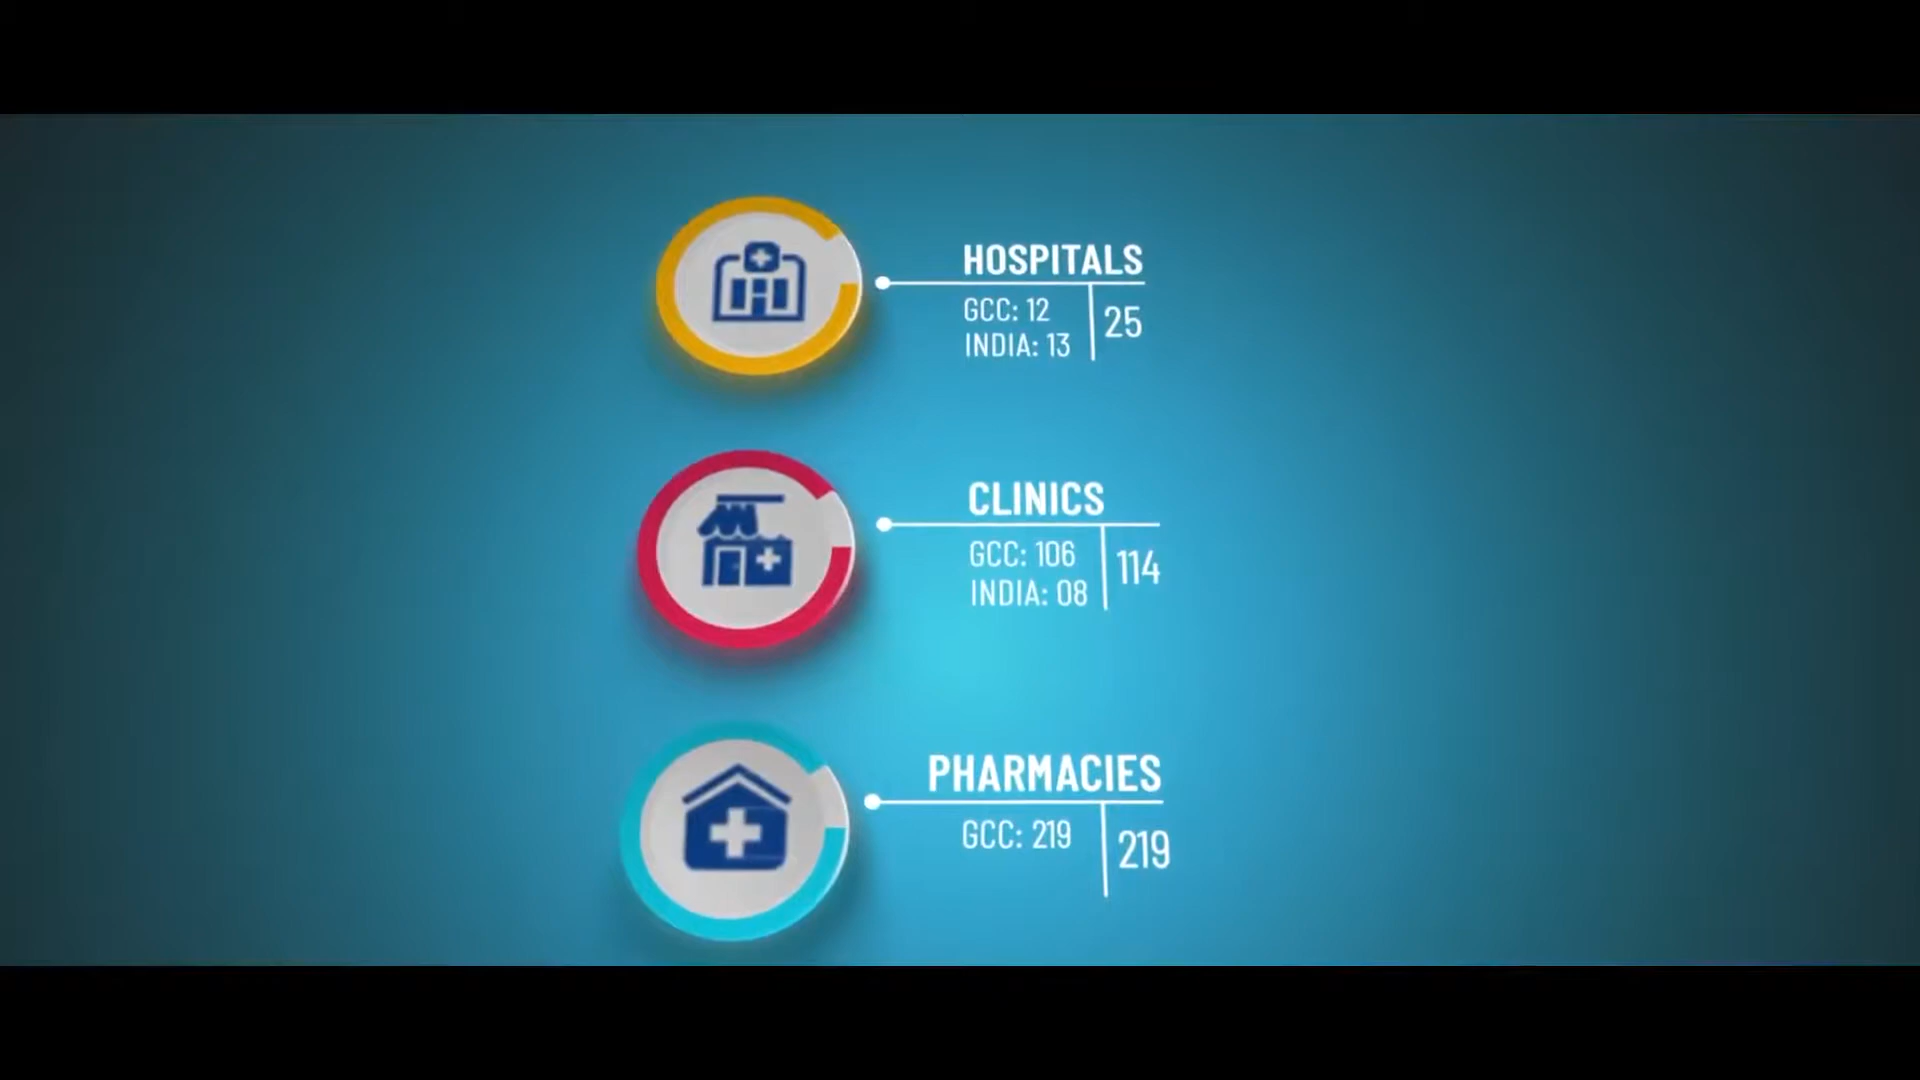 HOSPITALS
GCC: 12
INDIA: 13
25
CLINICS
GCC: 106
INDIA: 08
114
PHARMACIES
GCC: 219
219